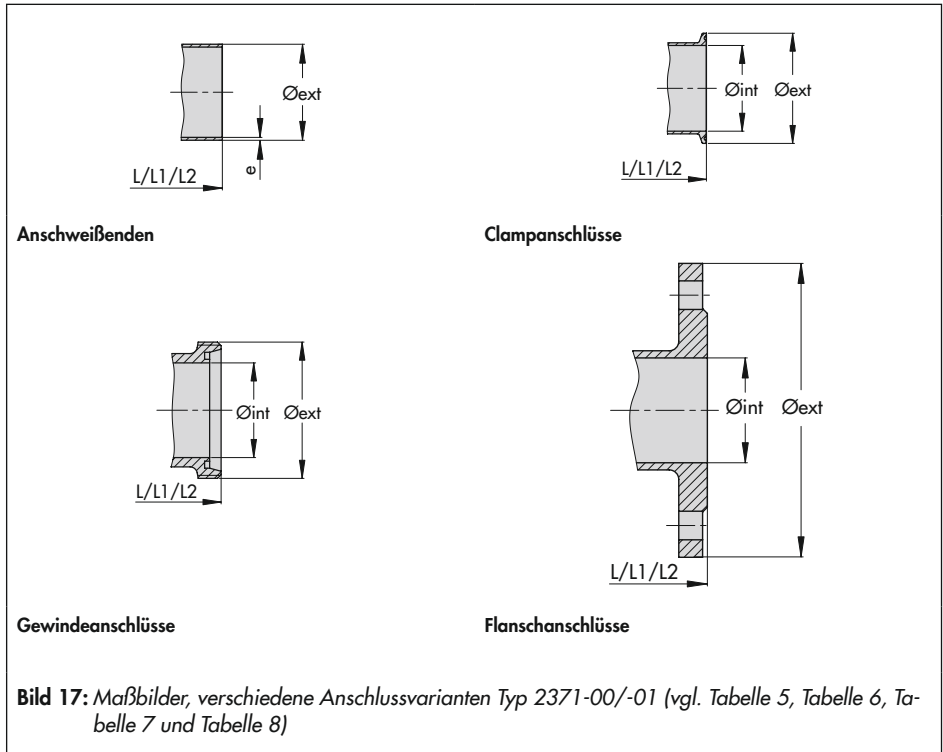 Øext
e
L/L1/L2
Anschweißenden
Øint
Øext
L/L1/L2
Clampanschlüsse
Øint
Øext
L/L1/L2
Gewindeanschlüsse
Øint
Øext
L/L1/L2
Flanschanschlüsse
Bild 17: Maßbilder, verschiedene Anschlussvarianten Typ 2371-00/-01 (vgl. Tabelle 5, Tabelle 6, Ta-
belle 7 und Tabelle 8)